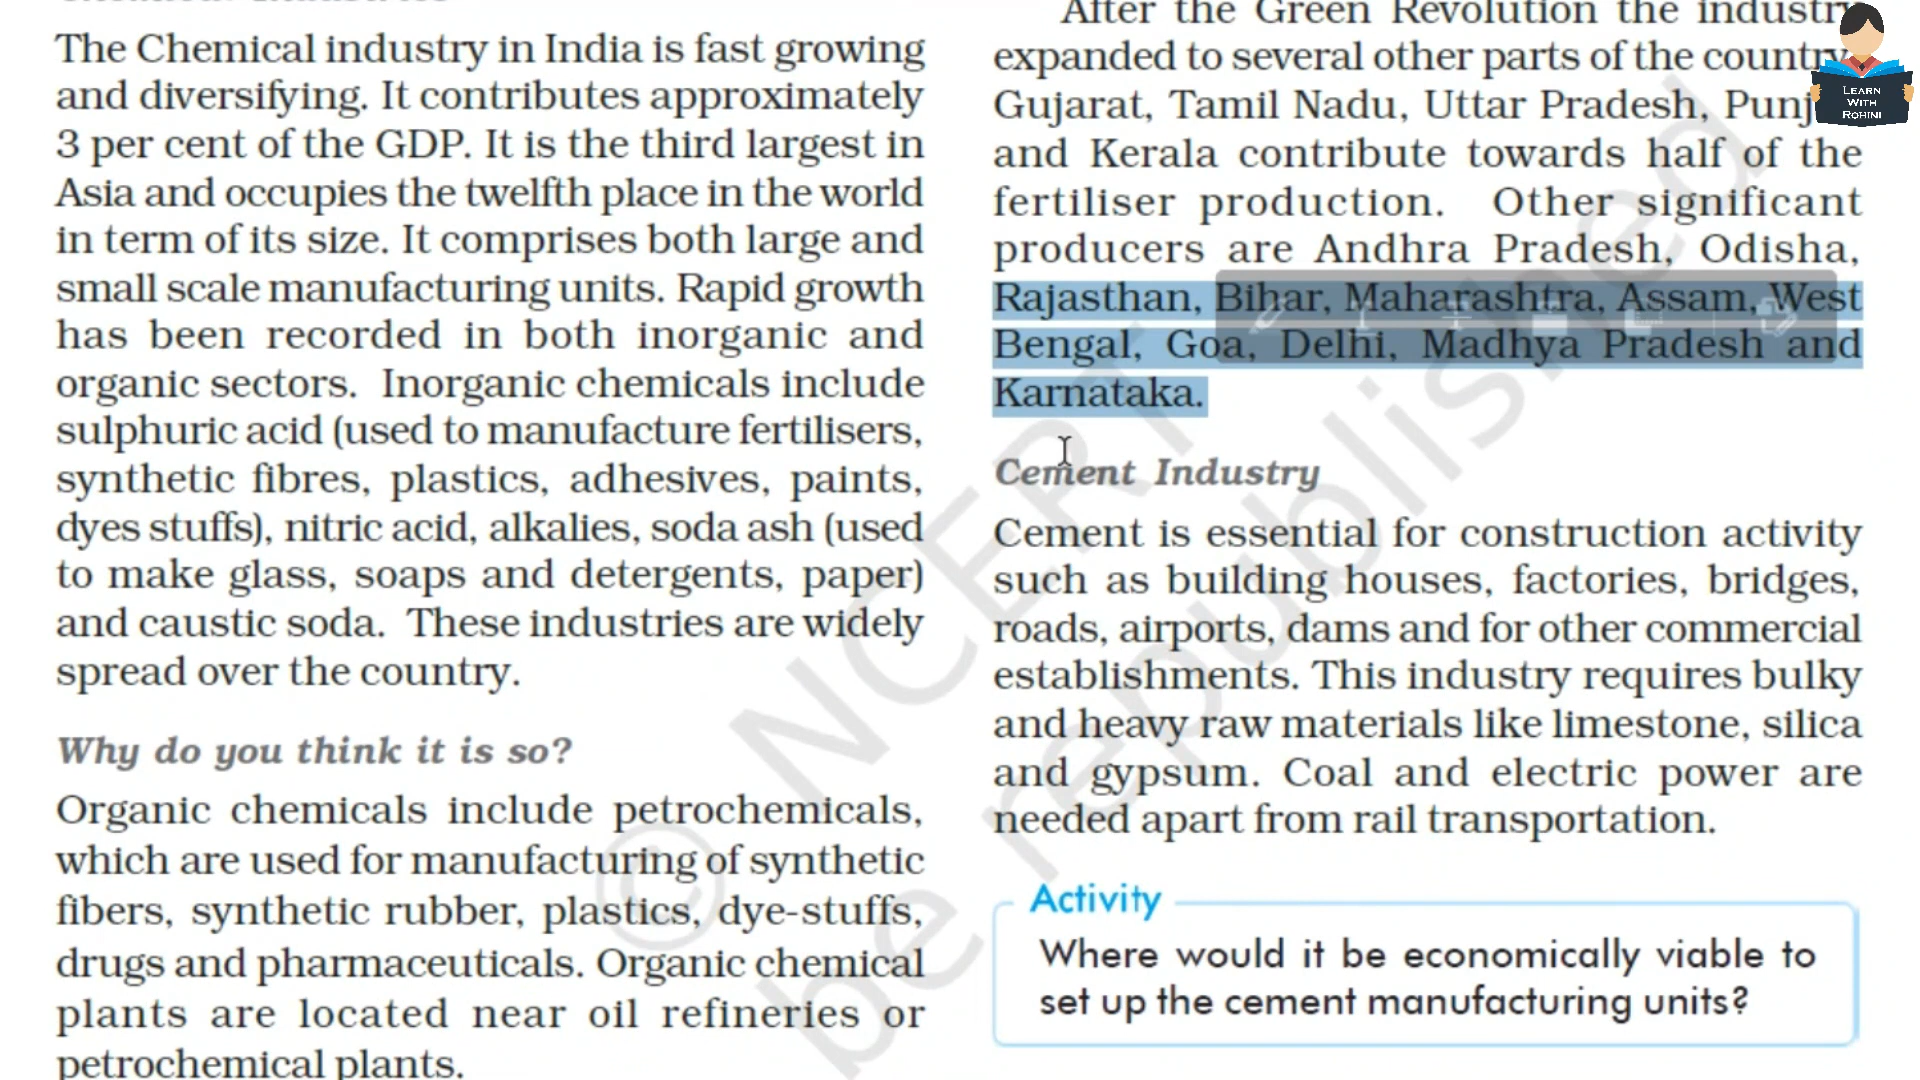 The Chemical industry in India is fast growing
and diversifying. It contributes approximately
3 per cent of the GDP. It is the third largest in
Asia and occupies the twelfth place in the world
in term of its size. It comprises both large and
small scale manufacturing units. Rapid growth
has been recorded in both inorganic and
organic sectors. Inorganic chemicals include
sulphuric acid (used to manufacture fertilisers,
synthetic fibres, plastics, adhesives, paints,
dyes stuffs), nitric acid, alkalies, soda ash (used
to make glass, soaps and detergents, paper)
and caustic soda. These industries are widely
spread over the country.
Why do you think it is so?
Organic chemicals include petrochemicals,
which are used for manufacturing of synthetic
fibers, synthetic rubber, plastics, dye-stuffs,
drugs and pharmaceuticals. Organic chemical
plants are located near oil refineries or
petrochemical plants.
After the Green Revolution the industry
expanded to several other parts of the country.
Gujarat, Tamil Nadu, Uttar Pradesh,
and Kerala contribute towards half of the
fertiliser production. Other significant
producers are Andhra Pradesh, Odisha,
Rajasthan, Bihar, Maharashtra, Assam, West
Bengal, Goa, Delhi, Madhya Pradesh and
Karnataka.
Cement Industry
Cement is essential for construction activity
such as building houses, factories, bridges,
roads, airports, dams and for other commercial
establishments. This industry requires bulky
and heavy raw materials like limestone, silica
and gypsum. Coal and electric power are
needed apart from rail transportation.
Activity
Where would it be economically viable to
set up the cement manufacturing units?
LEARN
WITH
ROHINI
© NCERT
be republished